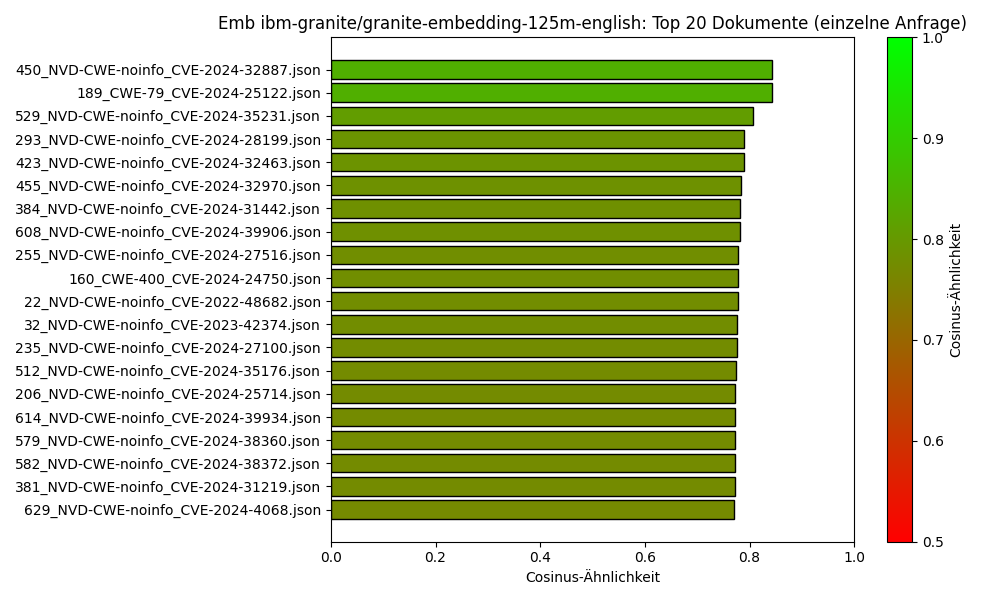 Emb ibm-granite/granite-embedding-125m-english: Top 20 Dokumente (einzelne Anfrage)
450_NVD-CWE-noinfo_CVE-2024-32887.json
189_CWE-79_CVE-2024-25122.json
529_NVD-CWE-noinfo_CVE-2024-35231.json
293_NVD-CWE-noinfo_CVE-2024-28199.json
423_NVD-CWE-noinfo_CVE-2024-32463.json
455_NVD-CWE-noinfo_CVE-2024-32970.json
384_NVD-CWE-noinfo_CVE-2024-31442.json
608_NVD-CWE-noinfo_CVE-2024-39906.json
255_NVD-CWE-noinfo_CVE-2024-27516.json
160_CWE-400_CVE-2024-24750.json
22_NVD-CWE-noinfo_CVE-2022-48682.json
32_NVD-CWE-noinfo_CVE-2023-42374.json
235_NVD-CWE-noinfo_CVE-2024-27100.json
512_NVD-CWE-noinfo_CVE-2024-35176.json
206_NVD-CWE-noinfo_CVE-2024-25714.json
614_NVD-CWE-noinfo_CVE-2024-39934.json
579_NVD-CWE-noinfo_CVE-2024-38360.json
582_NVD-CWE-noinfo_CVE-2024-38372.json
381_NVD-CWE-noinfo_CVE-2024-31219.json
629_NVD-CWE-noinfo_CVE-2024-4068.json
0.0 0.2 0.4 0.6 0.8 1.0
Cosinus-Ähnlichkeit
1.0
0.9
0.8
0.7
0.6
0.5
Cosinus-Ähnlichkeit